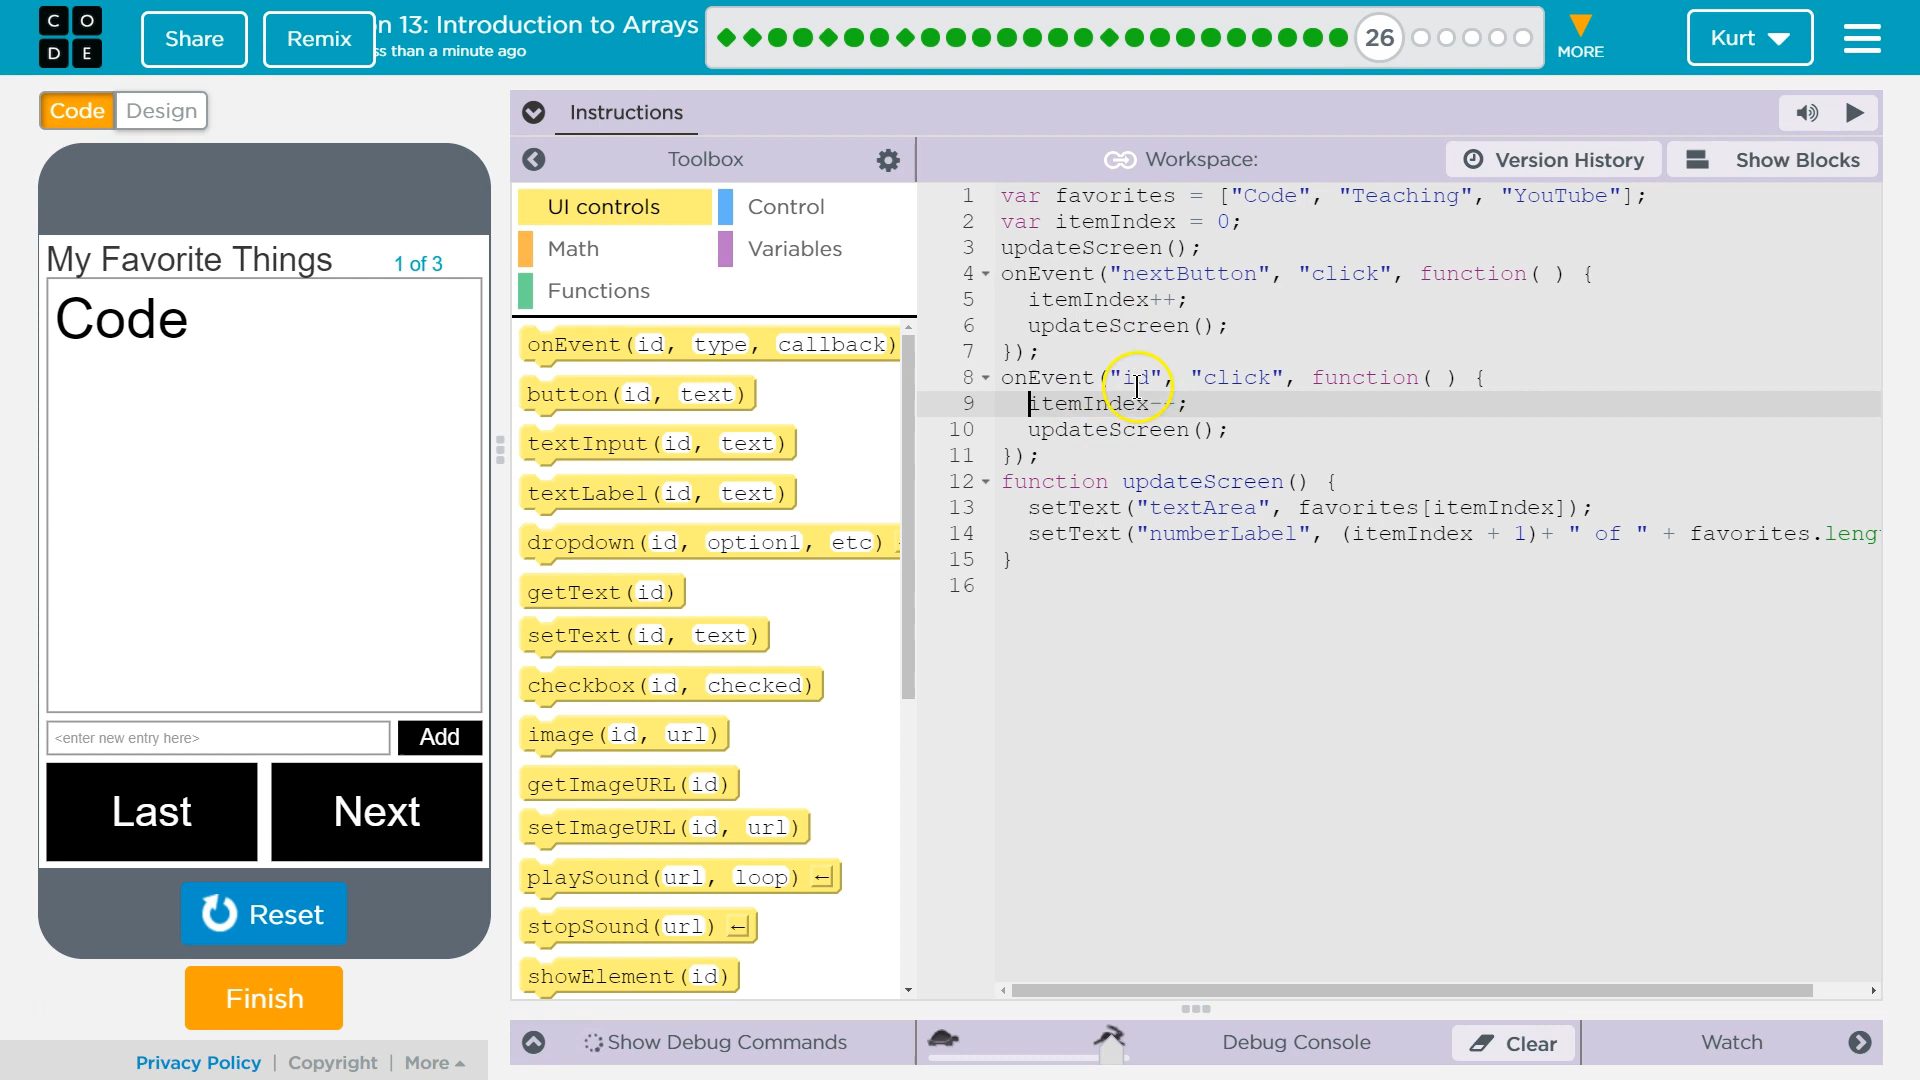 C O
D E
Share
Remix
n 13: Introduction to Arrays
ss than a minute ago
26
MORE
Kurt
Code
Design
Instructions
Toolbox
Workspace:
Version History
Show Blocks
My Favorite Things
1 of 3
Code
<enter new entry here>
Add
Last
Next
Reset
Finish
Privacy Policy | Copyright | More
UI controls
Control
Math
Variables
Functions
onEvent(id, type, callback)
button(id, text)
textInput(id, text)
textLabel(id, text)
dropdown(id, option1, etc)
getText(id)
setText(id, text)
checkbox(id, checked)
image(id, url)
getImageURL(id)
setImageURL(id, url)
playSound(url, loop)
stopSound(url)
showElement(id)
1 var favorites = ["Code", "Teaching", "YouTube"];
2 var itemIndex = 0;
3 updateScreen();
4 onEvent("nextButton", "click", function( ) {
5 itemIndex++;
6 updateScreen();
7 });
8 onEvent("id", "click", function( ) {
9 itemIndex--;
10 updateScreen();
11 });
12 function updateScreen() {
13 setText("textArea", favorites[itemIndex]);
14 setText("numberLabel", (itemIndex + 1)+ " of " + favorites.leng
15 }
16
Show Debug Commands
Debug Console
Clear
Watch